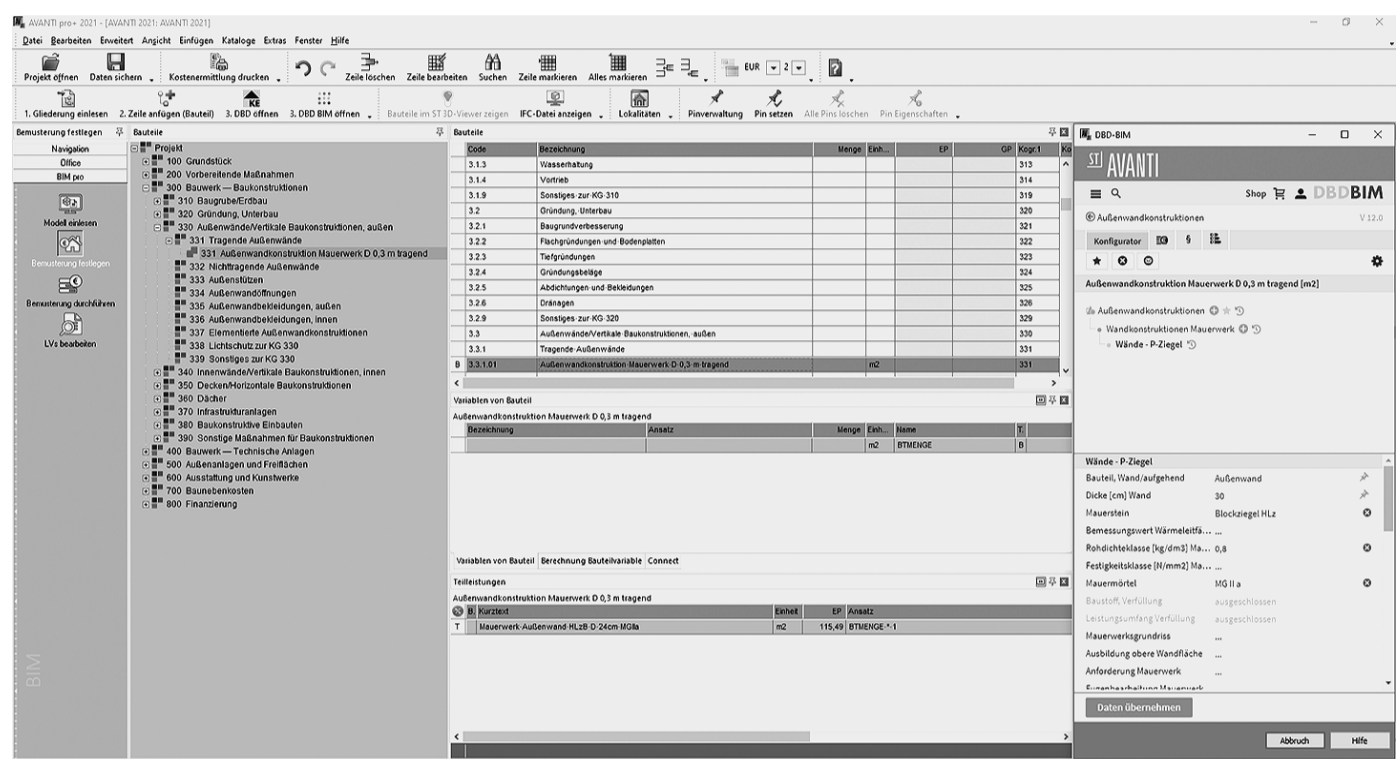 AVANTI pro+ 2021 - [AVANTI 2021: AVANTI 2021]
Datei Bearbeiten Erweitert Ansicht Einfügen Kataloge Extras Fenster Hilfe
Projekt öffnen Daten sichern Kostenermittlung drucken Zeile löschen Zeile bearbeiten Suchen Zeile markieren Alles markieren EUR 2
1. Gliederung einlesen 2. Zeile anfügen (Bauteil) 3. DBD öffnen 3. DBD BIM öffnen Bauteile im ST 3D-Viewer zeigen IFC-Datei anzeigen Lokalitäten Pinverwaltung Pin setzen Alle Pins löschen Pin Eigenschaften
KE
Bemusterung festlegen
Navigation
Office
BIM pro
Modell einlesen
Bemusterung festlegen
Bemusterung durchführen
LVs bearbeiten
BIM
Bauteile
Projekt
100 Grundstück
200 Vorbereitende Maßnahmen
300 Bauwerk — Baukonstruktionen
310 Baugrube/Erdbau
320 Gründung, Unterbau
330 Außenwände/Vertikale Baukonstruktionen, außen
331 Tragende Außenwände
331 Außenwandkonstruktion Mauerwerk D 0,3 m tragend
332 Nichttragende Außenwände
333 Außenstützen
334 Außenwandöffnungen
335 Außenwandbekleidungen, außen
336 Außenwandbekleidungen, innen
337 Elementierte Außenwandkonstruktionen
338 Lichtschutz zur KG 330
339 Sonstiges zur KG 330
340 Innenwände/Vertikale Baukonstruktionen, innen
350 Decken/Horizontale Baukonstruktionen
360 Dächer
370 Infrastrukturanlagen
380 Baukonstruktive Einbauten
390 Sonstige Maßnahmen für Baukonstruktionen
400 Bauwerk — Technische Anlagen
500 Außenanlagen und Freiflächen
600 Ausstattung und Kunstwerke
700 Baunebenkosten
800 Finanzierung
Bauteile
Code Bezeichnung Menge Einh... EP GP Kogr.1 Ko
3.1.3 Wasserhaltung 313
3.1.4 Vortrieb 314
3.1.9 Sonstiges·zur·KG·310 319
3.2 Gründung,·Unterbau 320
3.2.1 Baugrundverbesserung 321
3.2.2 Flachgründungen·und·Bodenplatten 322
3.2.3 Tiefgründungen 323
3.2.4 Gründungsbeläge 324
3.2.5 Abdichtungen·und·Bekleidungen 325
3.2.6 Dränagen 326
3.2.9 Sonstiges·zur·KG·320 329
3.3 Außenwände/Vertikale·Baukonstruktionen,·außen 330
3.3.1 Tragende·Außenwände 331
B 3.3.1.01 Außenwandkonstruktion·Mauerwerk·D·0,3·m·tragend m2 331
Variablen von Bauteil
Außenwandkonstruktion Mauerwerk D 0,3 m tragend
Bezeichnung Ansatz Menge Einh... Name T.
m2 BTMENGE B
Variablen von Bauteil Berechnung Bauteilvariable Connect
Teilleistungen
Außenwandkonstruktion Mauerwerk D 0,3 m tragend
B. Kurztext Einheit EP Ansatz
T Mauerwerk·Außenwand·HLzB·D·24cm·MGIIa m2 115,49 BTMENGE·*·1
DBD-BIM
ST AVANTI
Shop DBDBIM
Außenwandkonstruktionen V 12.0
Konfigurator §
Außenwandkonstruktion Mauerwerk D 0,3 m tragend [m2]
Außenwandkonstruktionen
Wandkonstruktionen Mauerwerk
Wände - P-Ziegel
Wände - P-Ziegel
Bauteil, Wand/aufgehend Außenwand
Dicke [cm] Wand 30
Mauerstein Blockziegel HLz
Bemessungswert Wärmeleitfä... ...
Rohdichteklasse [kg/dm3] Ma... 0,8
Festigkeitsklasse [N/mm2] Ma... ...
Mauermörtel MG II a
Baustoff, Verfüllung ausgeschlossen
Leistungsumfang Verfüllung ausgeschlossen
Mauerwerksgrundriss ...
Ausbildung obere Wandfläche ...
Anforderung Mauerwerk ...
Fugenbearbeitung Mauerwerk
Daten übernehmen
Abbruch Hilfe